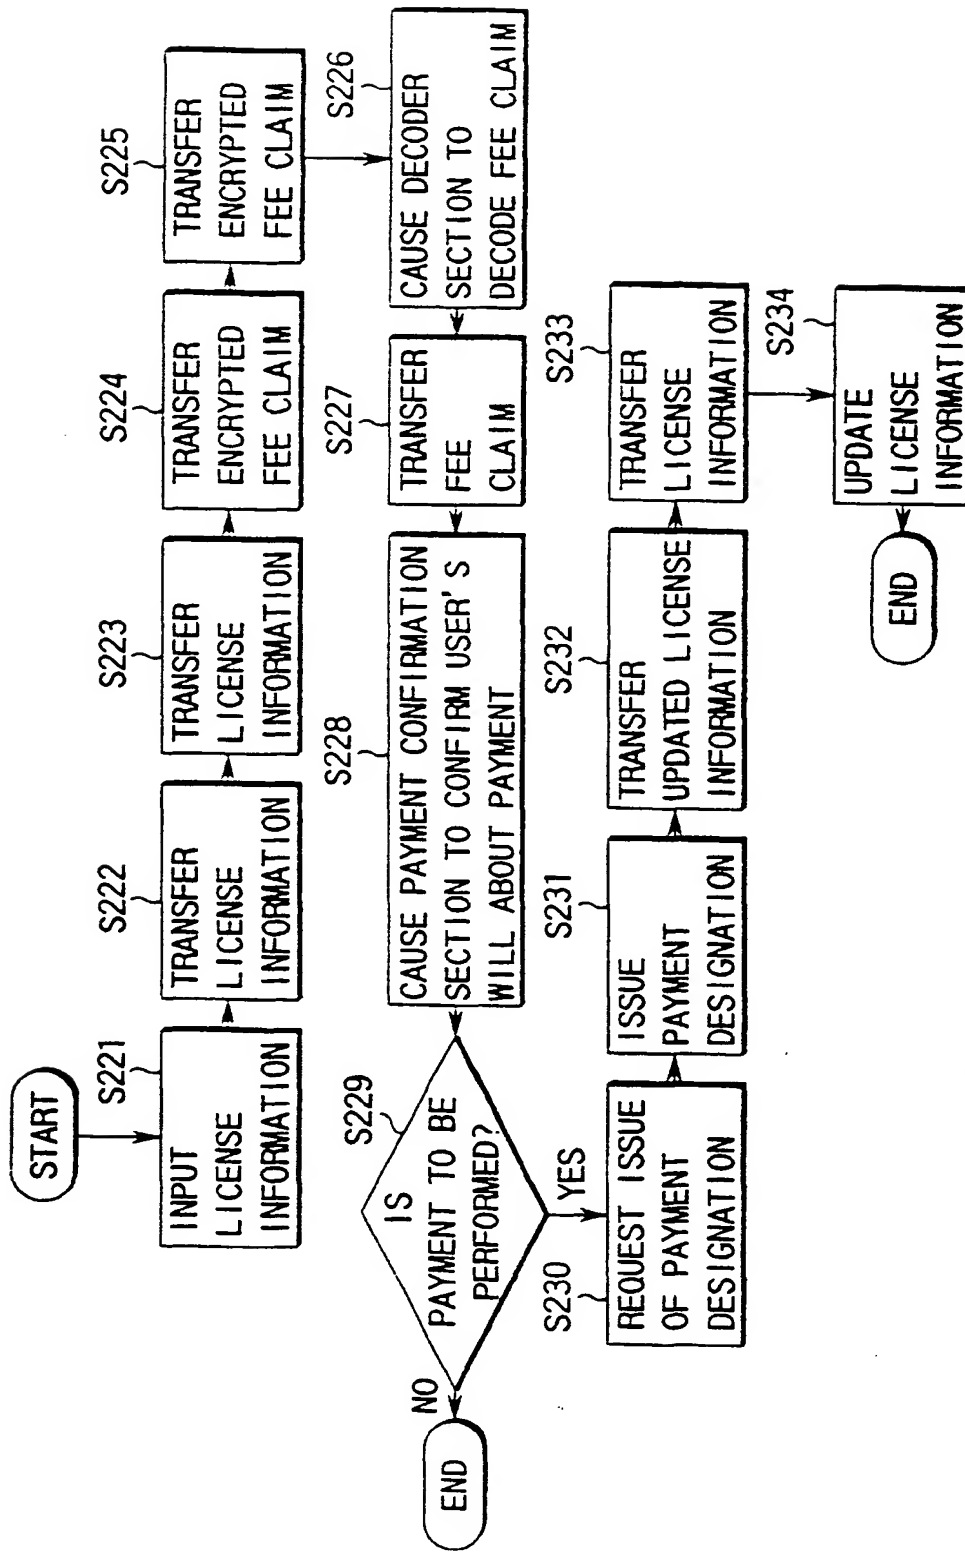 START
S221
INPUT
LICENSE
INFORMATION
S222
TRANSFER
LICENSE
INFORMATION
S223
TRANSFER
LICENSE
INFORMATION
S224
TRANSFER
ENCRYPTED
FEE CLAIM
S225
TRANSFER
ENCRYPTED
FEE CLAIM
S226
CAUSE DECODER
SECTION TO
DECODE FEE CLAIM
S227
TRANSFER
FEE
CLAIM
S228
CAUSE PAYMENT CONFIRMATION
SECTION TO CONFIRM USER'S
WILL ABOUT PAYMENT
S229
IS
PAYMENT TO BE
PERFORMED?
NO
END
YES
S230
REQUEST ISSUE
OF PAYMENT
DESIGNATION
S231
ISSUE
PAYMENT
DESIGNATION
S232
TRANSFER
UPDATED LICENSE
INFORMATION
S233
TRANSFER
LICENSE
INFORMATION
S234
UPDATE
LICENSE
INFORMATION
END